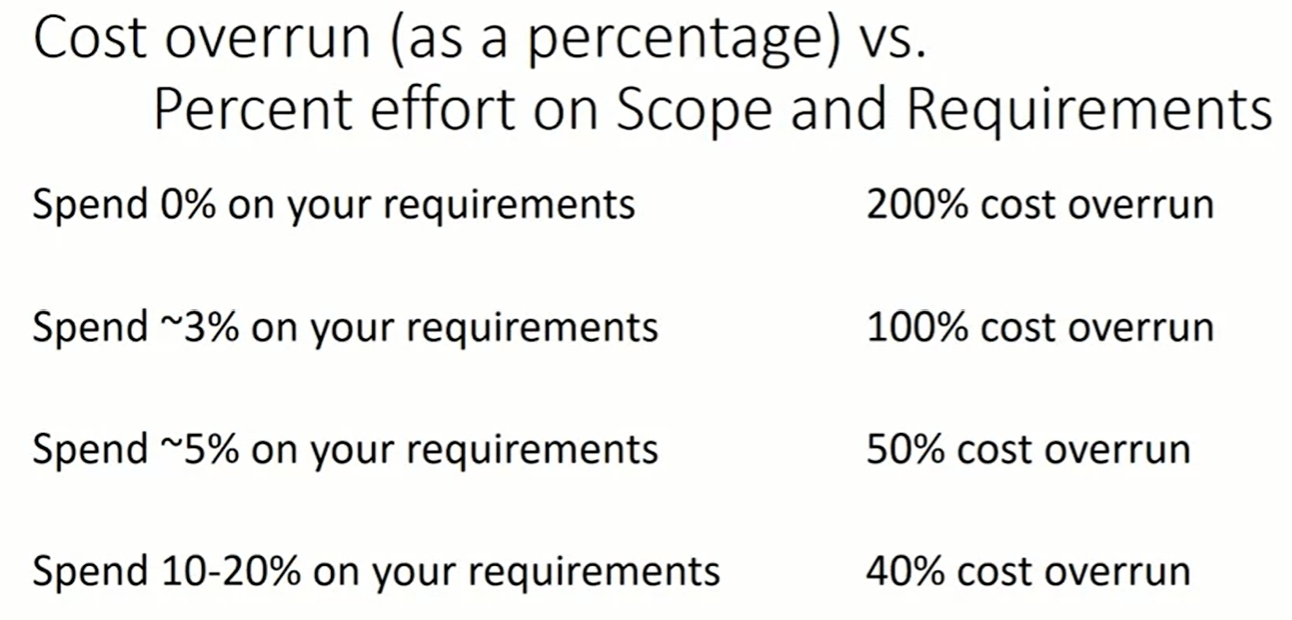 Cost overrun (as a percentage) vs.
Percent effort on Scope and Requirements
Spend 0% on your requirements 200% cost overrun
Spend ~3% on your requirements 100% cost overrun
Spend ~5% on your requirements 50% cost overrun
Spend 10-20% on your requirements 40% cost overrun